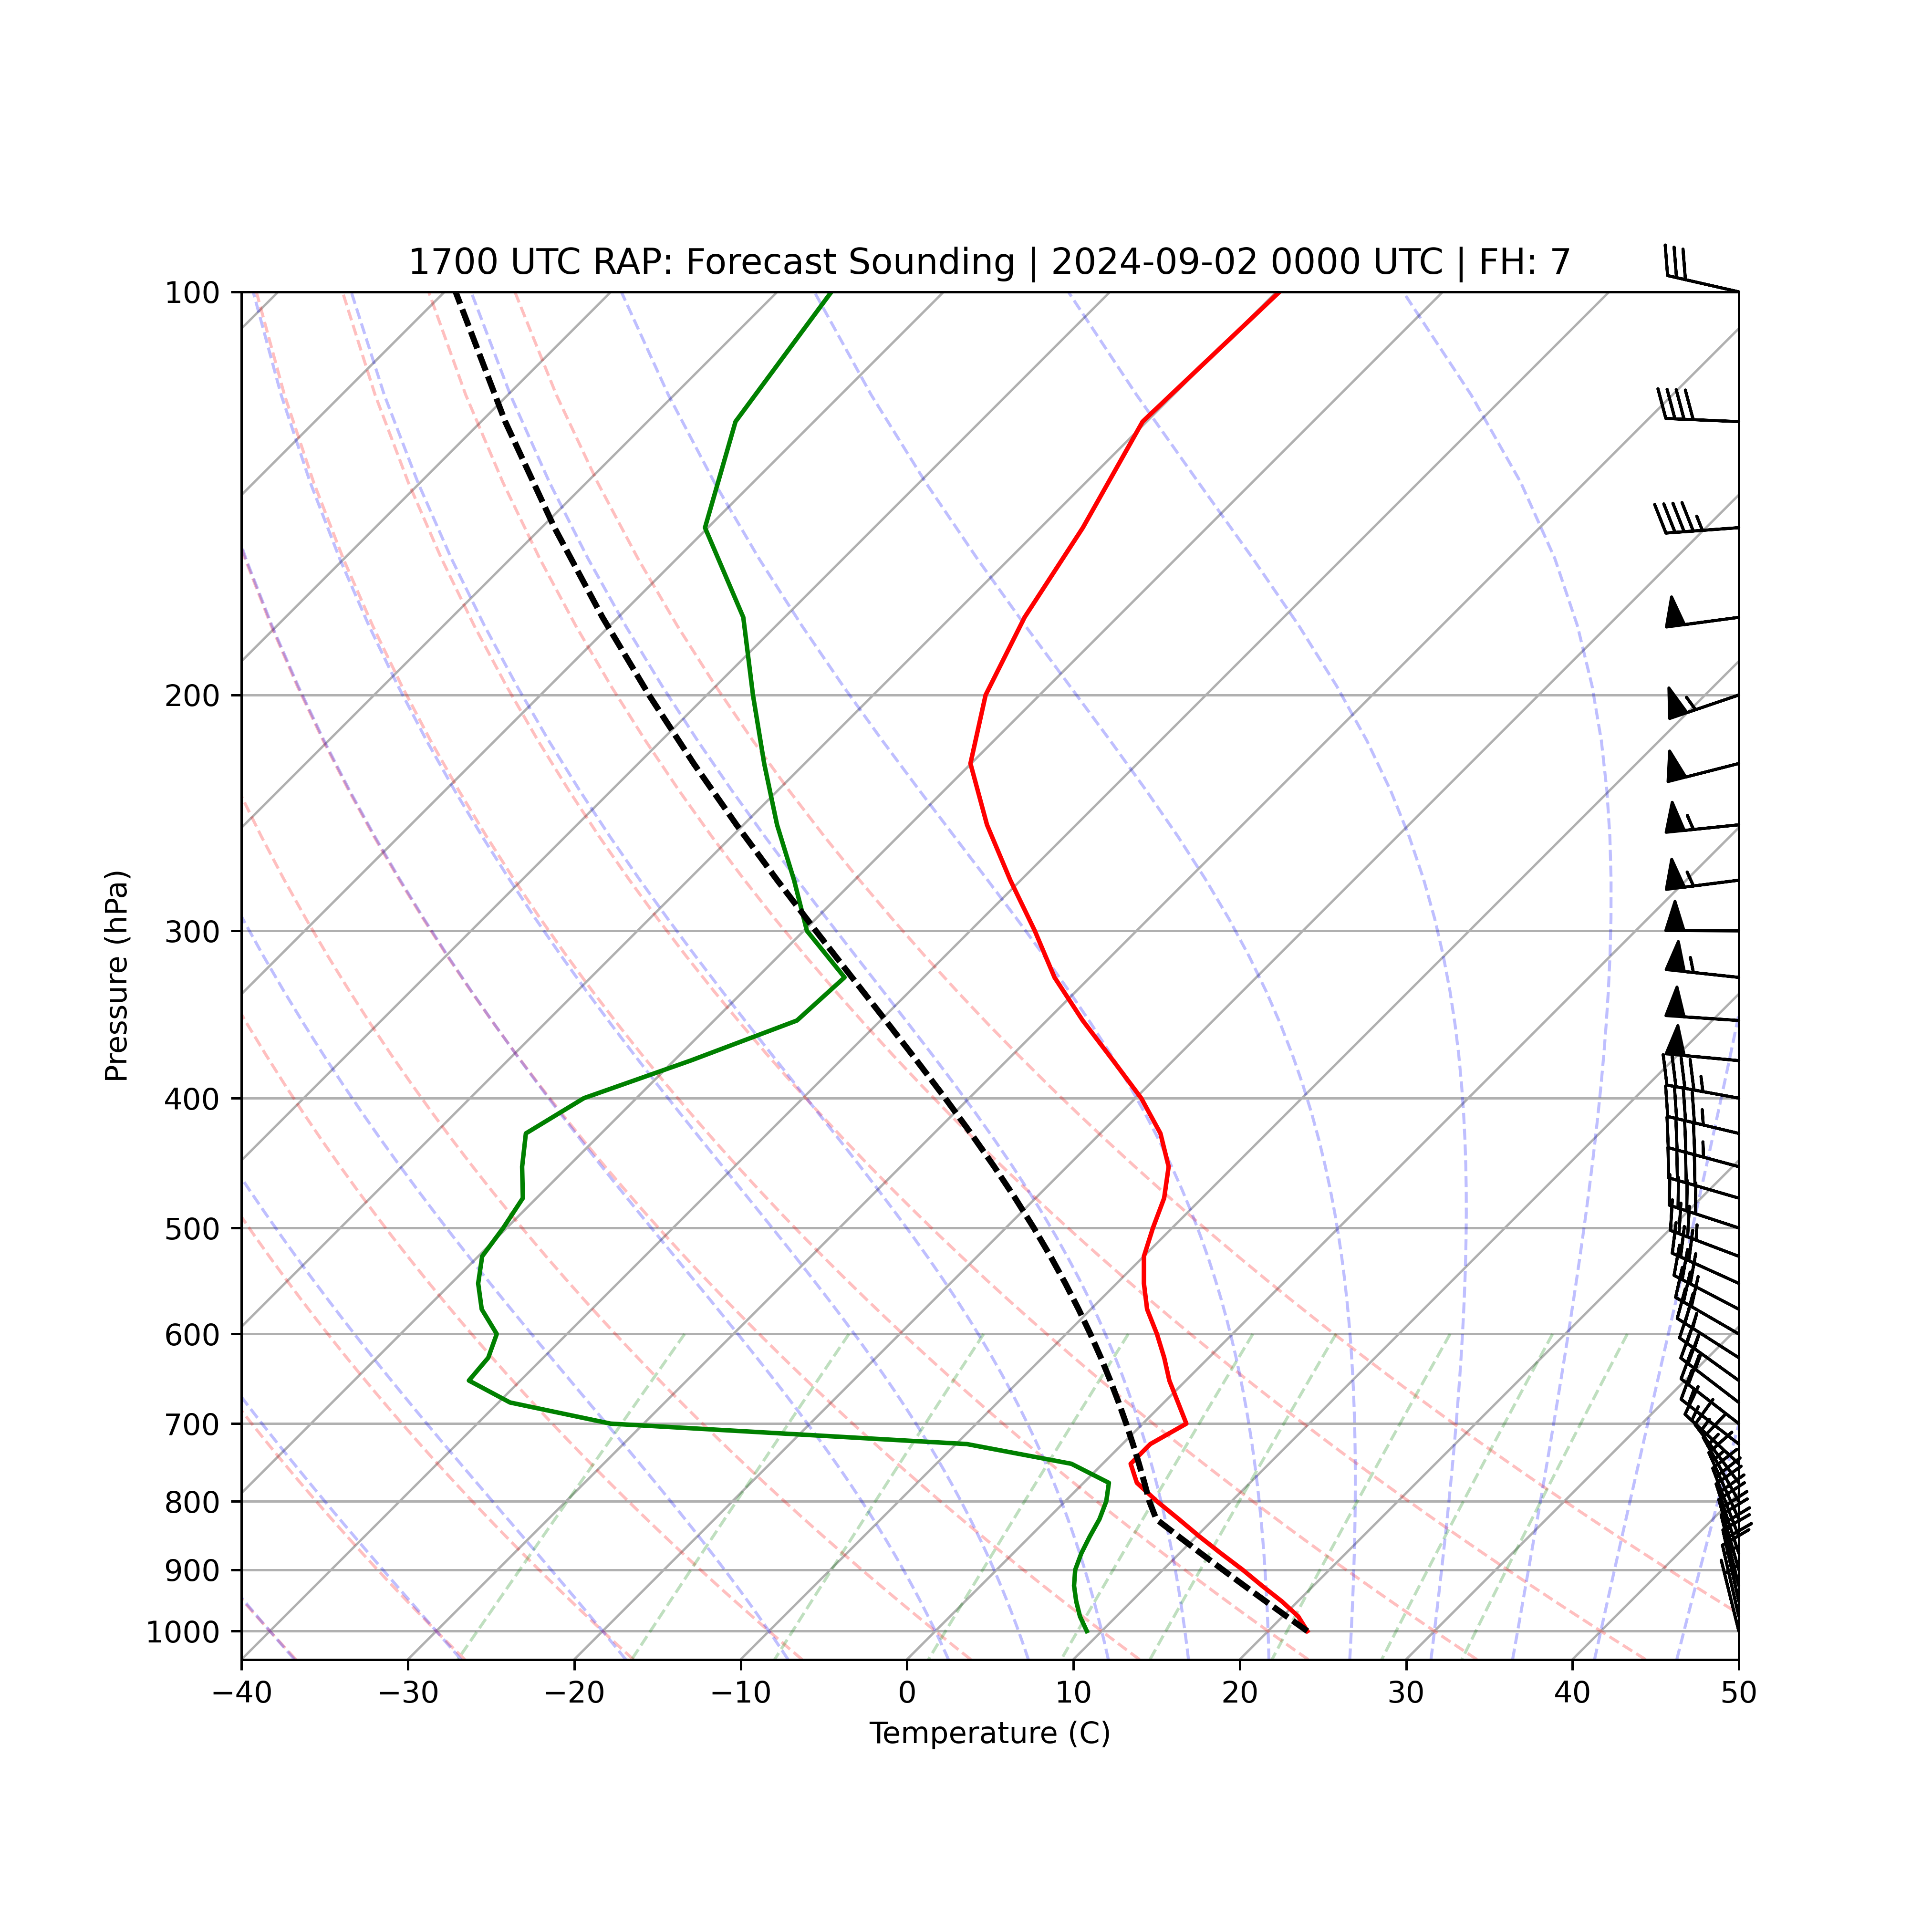 1700 UTC RAP: Forecast Sounding | 2024-09-02 0000 UTC | FH: 7
100
200
300
400
500
600
700
800
900
1000
Pressure (hPa)
−40 −30 −20 −10 0 10 20 30 40 50
Temperature (C)